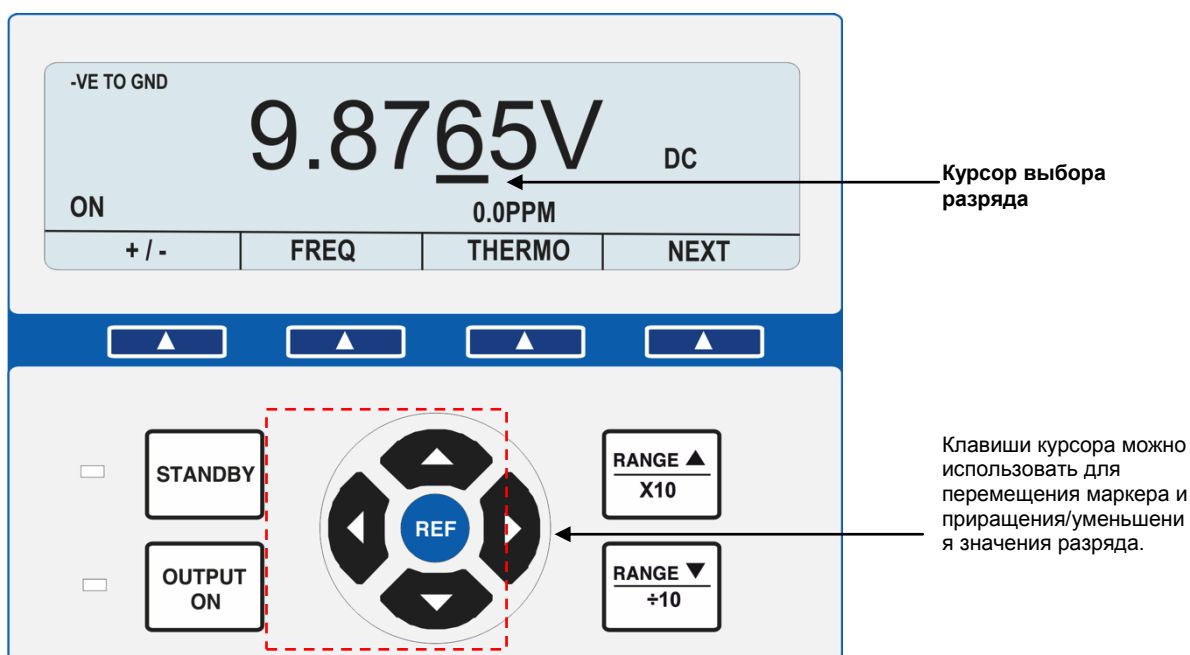 -VE TO GND
9.8765V
DC
ON
0.0PPM
+ / -
FREQ
THERMO
NEXT
Курсор выбора
разряда
STANDBY
REF
RANGE ▲
X10
OUTPUT
ON
RANGE ▼
÷10
Клавиши курсора можно
использовать для
перемещения маркера и
приращения/уменьшени
я значения разряда.